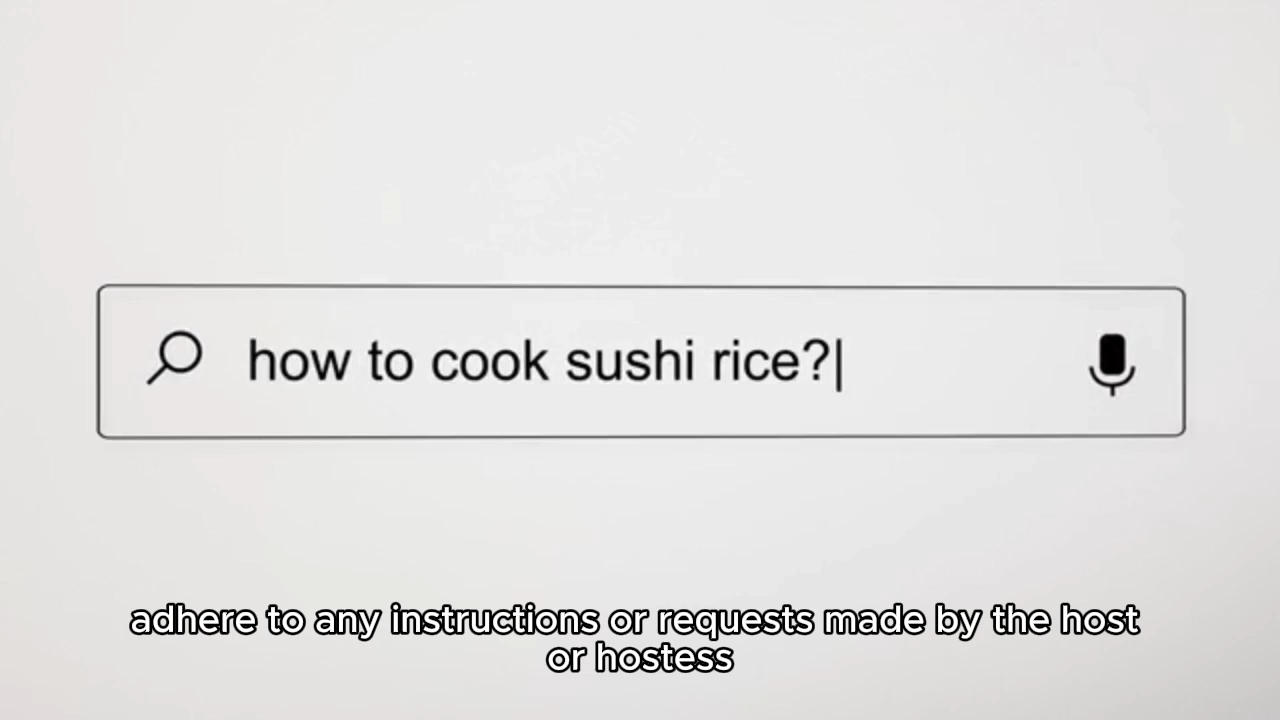 how to cook sushi rice?
adhere to any instructions or requests made by the host
or hostess